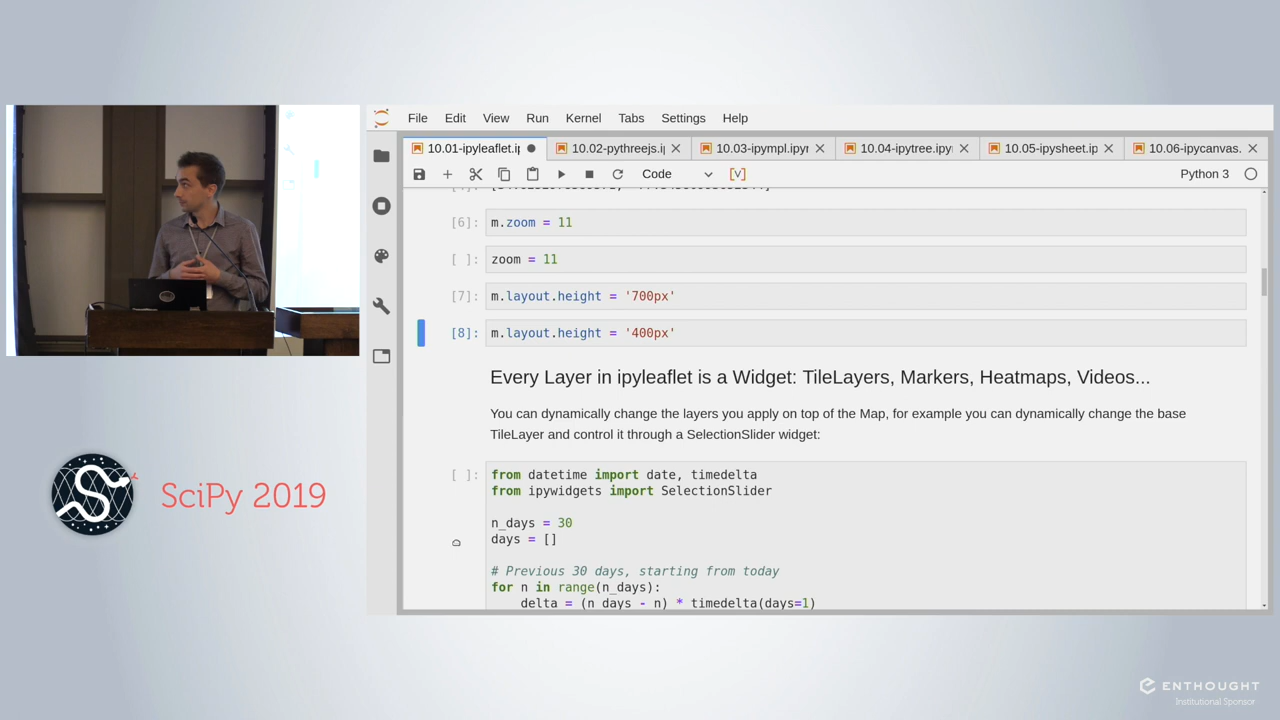 File Edit View Run Kernel Tabs Settings Help
10.01-ipyleaflet.ip 10.02-pythreejs.ip 10.03-ipympl.ipyn 10.04-ipytree.ipyn 10.05-ipysheet.ip 10.06-ipycanvas.
Code Python 3
[6]: m.zoom = 11
[ ]: zoom = 11
[7]: m.layout.height = '700px'
[8]: m.layout.height = '400px'
Every Layer in ipyleaflet is a Widget: TileLayers, Markers, Heatmaps, Videos...
You can dynamically change the layers you apply on top of the Map, for example you can dynamically change the base
TileLayer and control it through a SelectionSlider widget:
[ ]: from datetime import date, timedelta
from ipywidgets import SelectionSlider
n_days = 30
days = []
# Previous 30 days, starting from today
for n in range(n_days):
delta = (n_days - n) * timedelta(days=1)
SciPy 2019
ENTHOUGHT
Institutional Sponsor